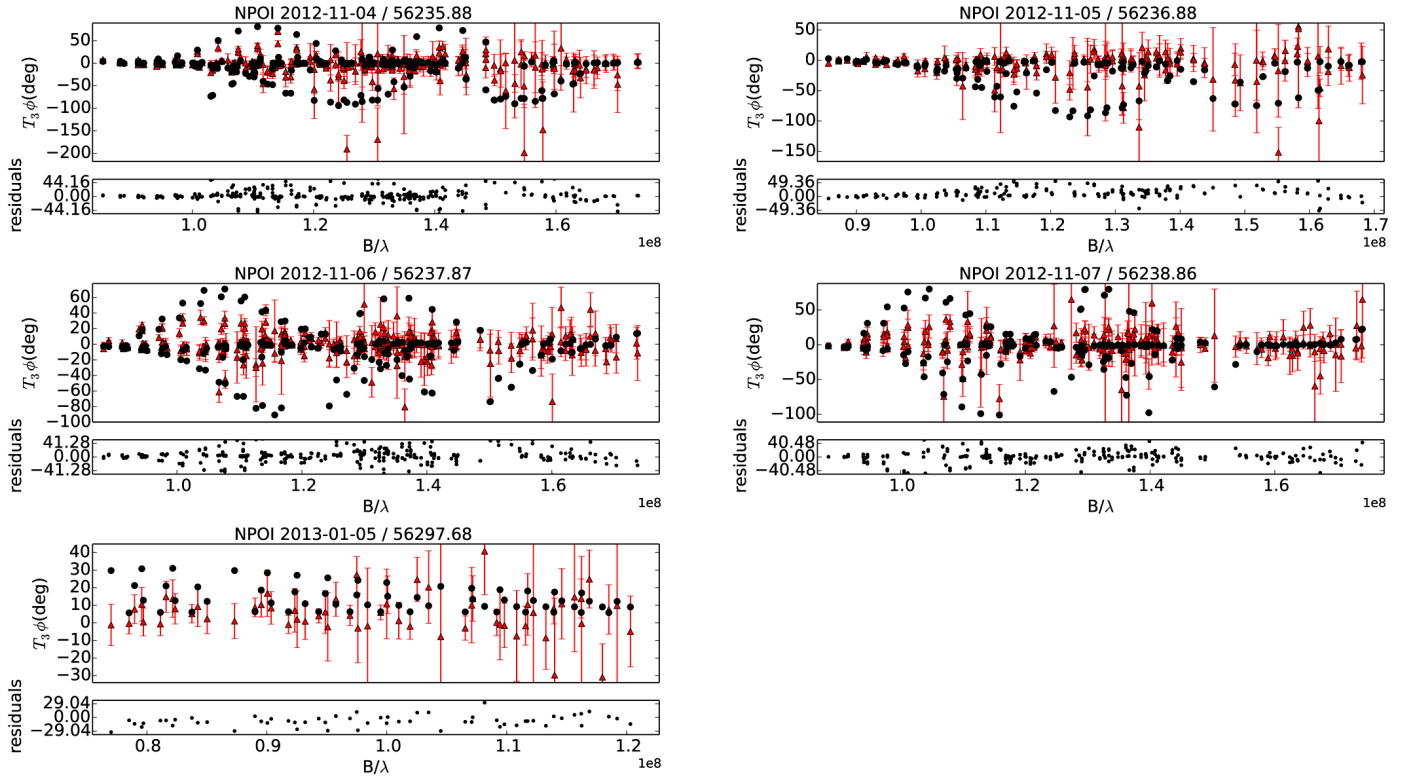 NPOI 2012-11-04 / 56235.88
T₃ϕ(deg)
50
0
−50
−100
−150
−200
residuals
44.16
0.00
−44.16
1.0 1.2 1.4 1.6
1e8
B/λ
NPOI 2012-11-05 / 56236.88
T₃ϕ(deg)
50
0
−50
−100
−150
residuals
49.36
0.00
−49.36
0.9 1.0 1.1 1.2 1.3 1.4 1.5 1.6 1.7
1e8
B/λ
NPOI 2012-11-06 / 56237.87
T₃ϕ(deg)
60
40
20
0
−20
−40
−60
−80
−100
residuals
41.28
0.00
−41.28
1.0 1.2 1.4 1.6
1e8
B/λ
NPOI 2012-11-07 / 56238.86
T₃ϕ(deg)
50
0
−50
−100
residuals
40.48
0.00
−40.48
1.0 1.2 1.4 1.6
1e8
B/λ
NPOI 2013-01-05 / 56297.68
T₃ϕ(deg)
40
30
20
10
0
−10
−20
−30
residuals
29.04
0.00
−29.04
0.8 0.9 1.0 1.1 1.2
1e8
B/λ